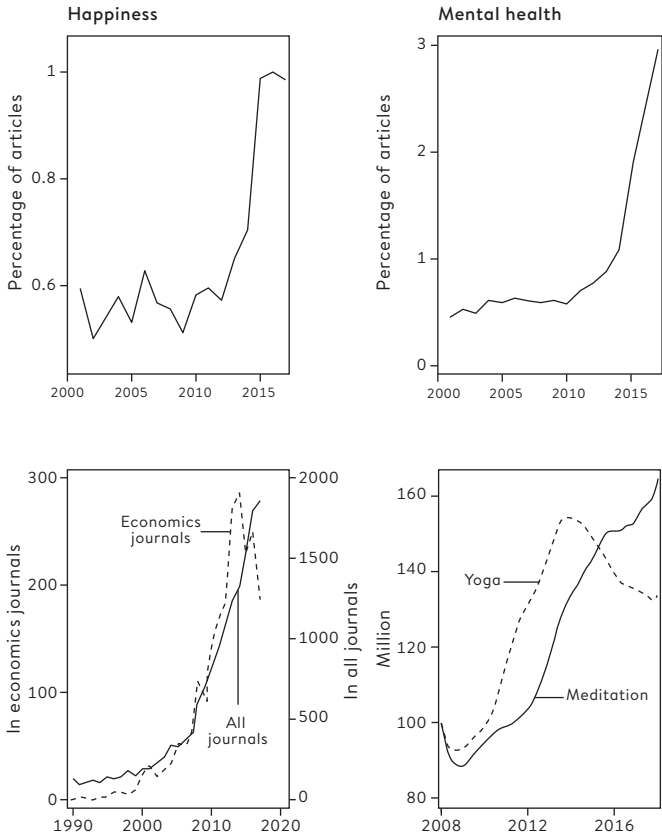 Happiness
Percentage of articles
1
0.8
0.6
2000 2005 2010 2015
Mental health
Percentage of articles
3
2
1
0
2000 2005 2010 2015
In economics journals
300
200
100
0
Economics
journals
All
journals
2000
1500
1000
500
0
In all journals
1990 2000 2010 2020
Million
160
140
120
100
80
Yoga
Meditation
2008 2012 2016